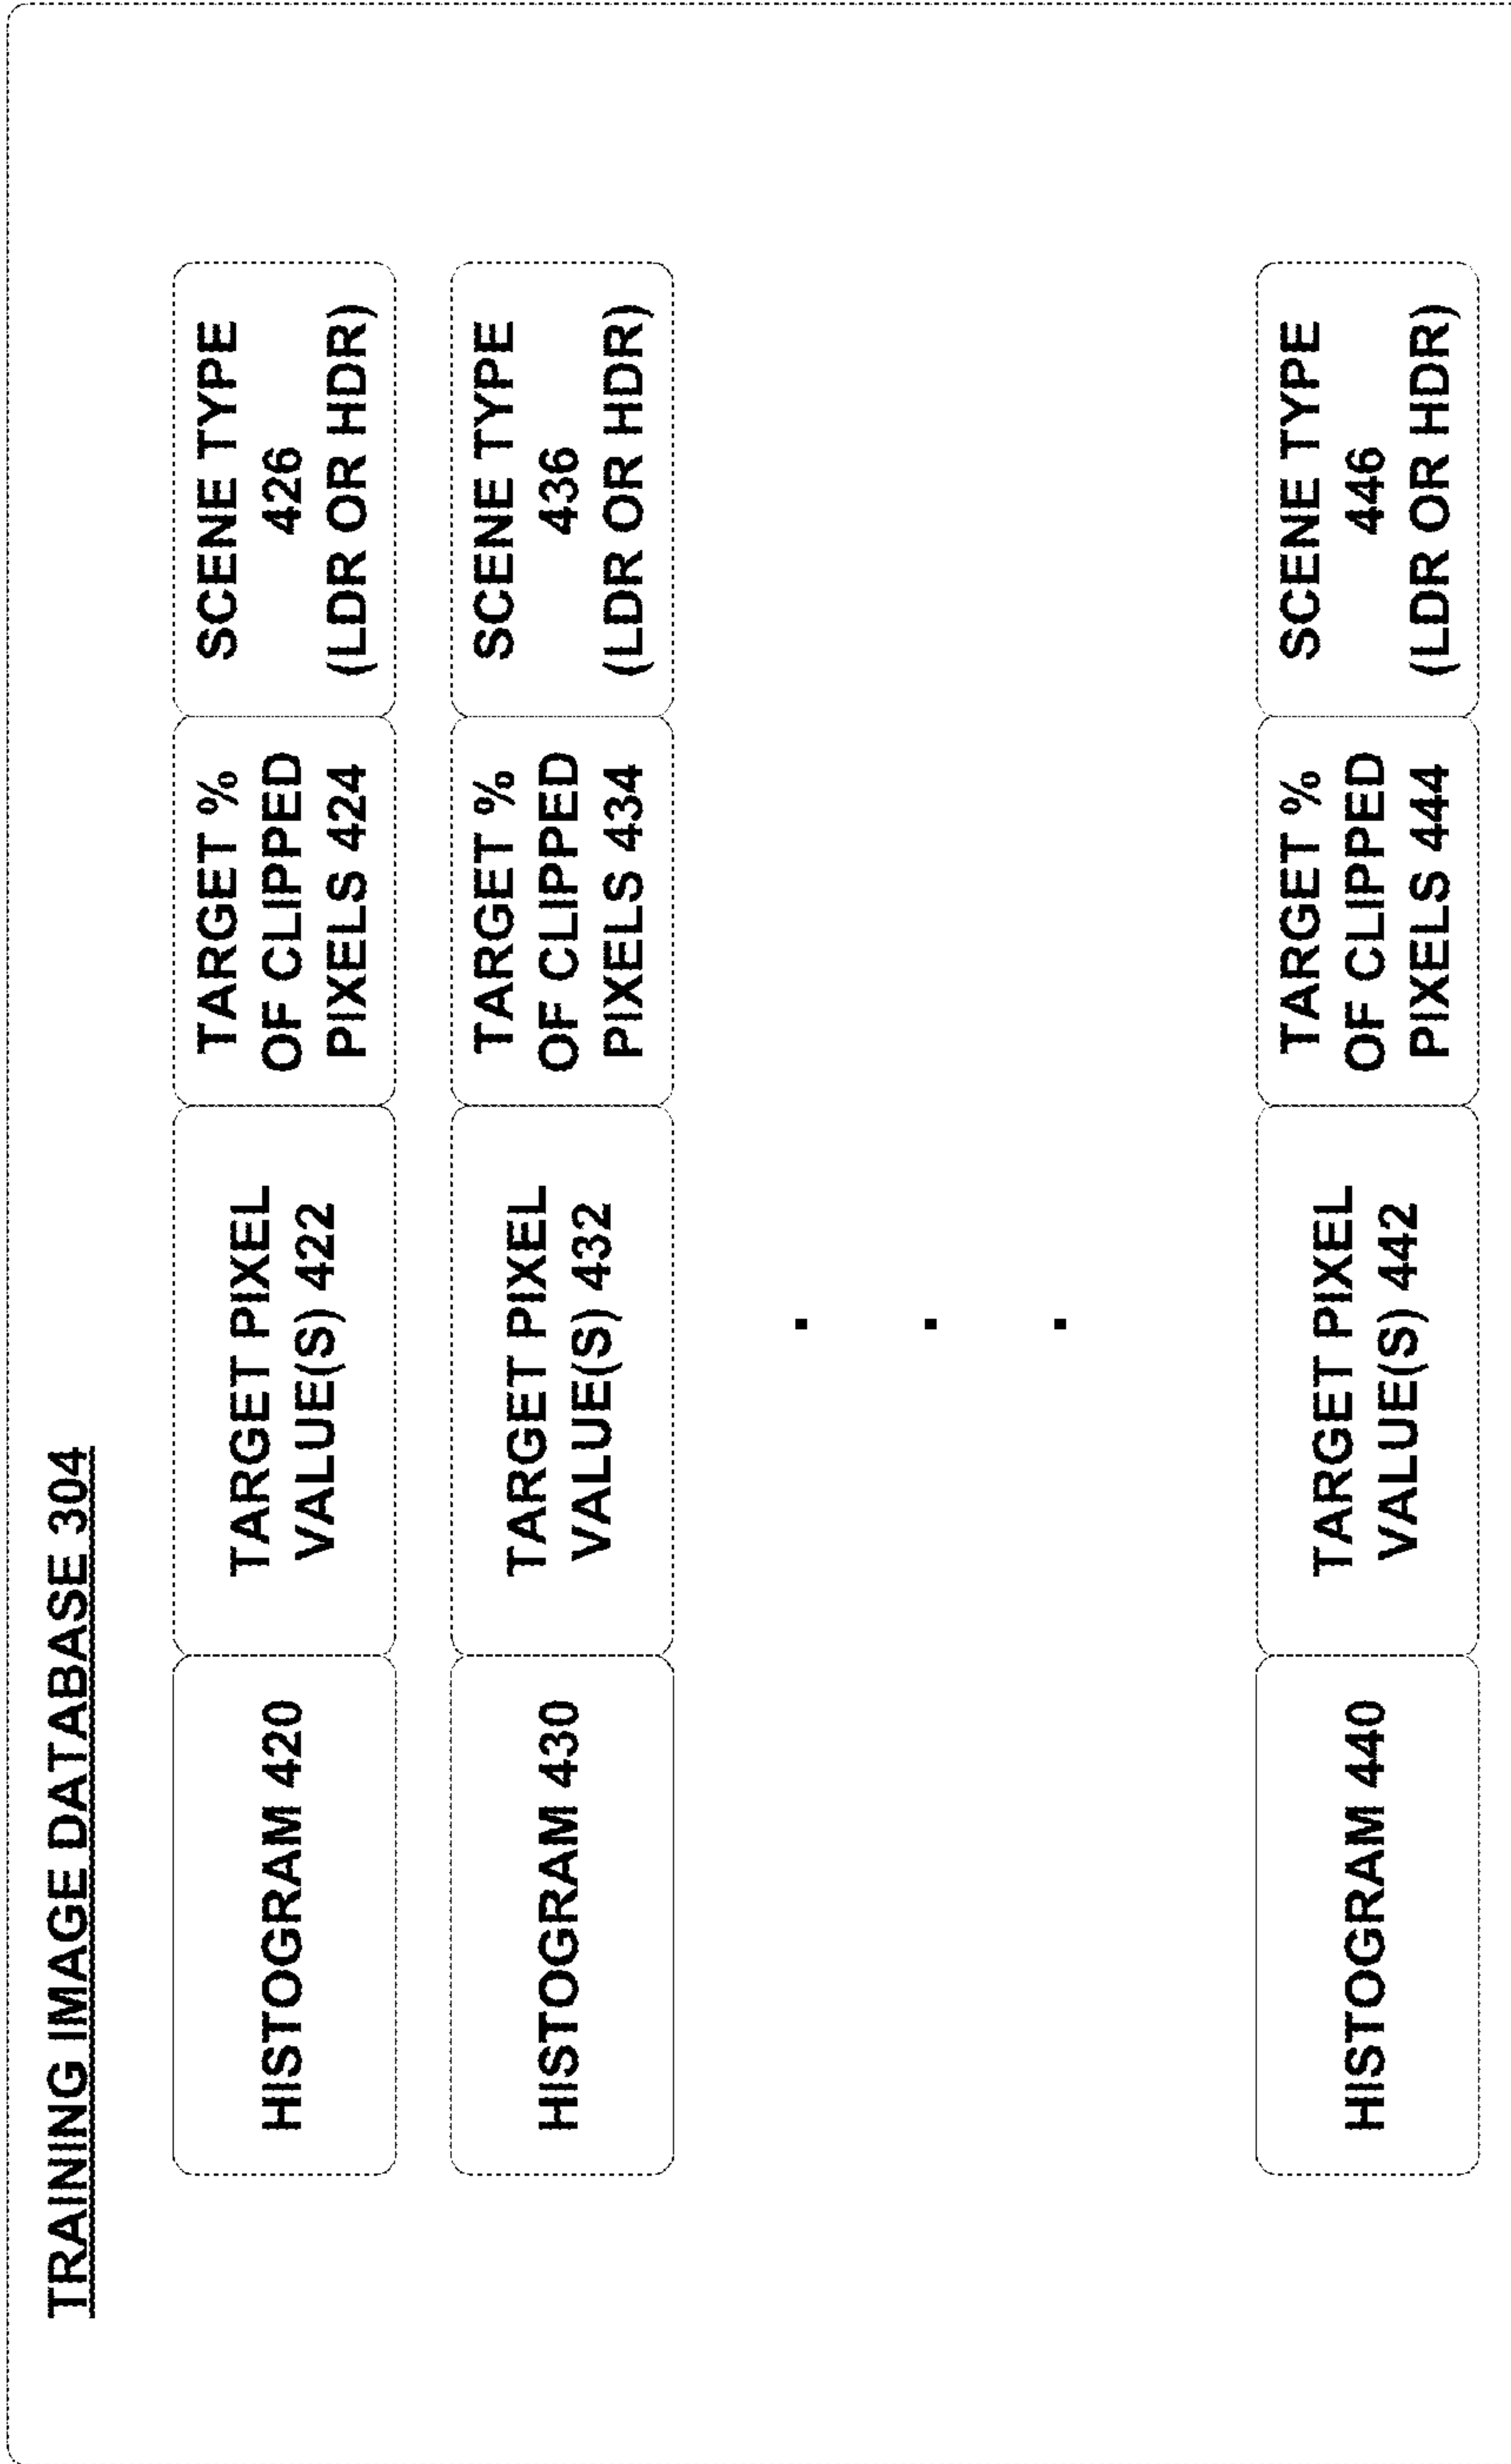 TRAINING IMAGE DATABASE 304
HISTOGRAM 420
TARGET PIXEL
VALUE(S) 422
TARGET %
OF CLIPPED
PIXELS 424
SCENE TYPE
426
(LDR OR HDR)
HISTOGRAM 430
TARGET PIXEL
VALUE(S) 432
TARGET %
OF CLIPPED
PIXELS 434
SCENE TYPE
436
(LDR OR HDR)
HISTOGRAM 440
TARGET PIXEL
VALUE(S) 442
TARGET %
OF CLIPPED
PIXELS 444
SCENE TYPE
446
(LDR OR HDR)